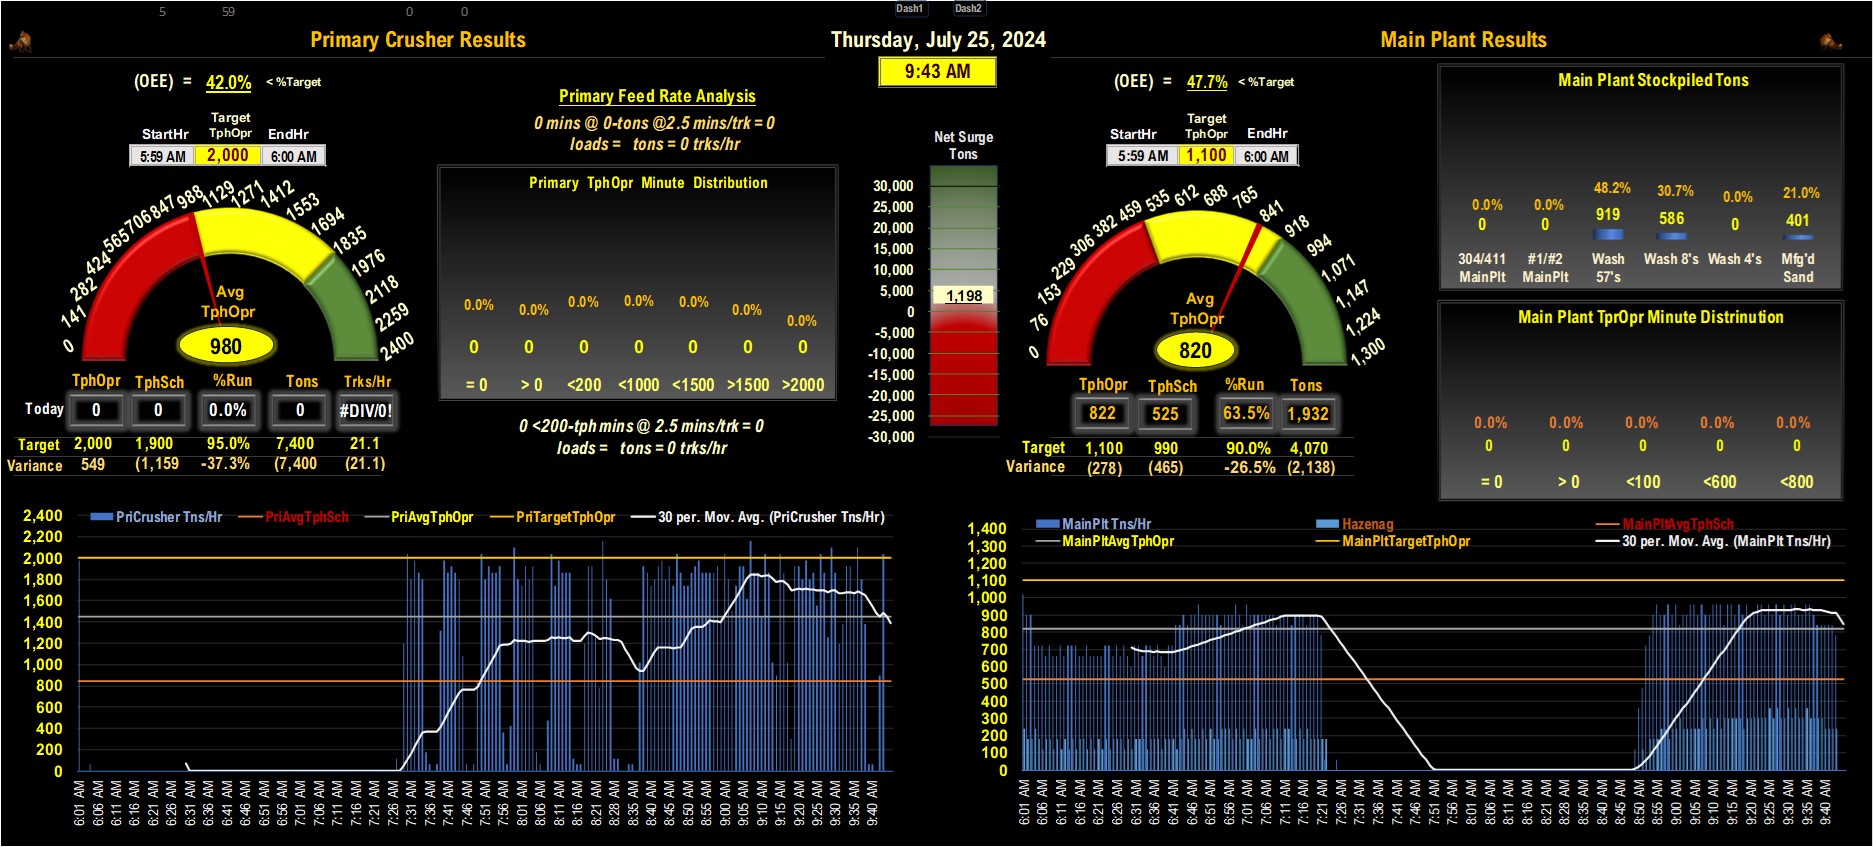 5 59 0 0 Dash1 Dash2
Primary Crusher Results
Thursday, July 25, 2024
Main Plant Results
9:43 AM
(OEE) = 42.0% < %Target
StartHr Target TphOpr EndHr
5:59 AM 2,000 6:00 AM
0 141 282 424 565 706 847 988 1129 1271 1412 1553 1694 1835 1976 2118 2259 2400
Avg
TphOpr
980
TphOpr TphSch %Run Tons Trks/Hr
Today 0 0 0.0% 0 #DIV/0!
Target 2,000 1,900 95.0% 7,400 21.1
Variance 549 (1,159 -37.3% (7,400 (21.1)
Primary Feed Rate Analysis
0 mins @ 0-tons @2.5 mins/trk = 0
loads = tons = 0 trks/hr
Primary TphOpr Minute Distribution
0.0% 0.0% 0.0% 0.0% 0.0% 0.0% 0.0%
0 0 0 0 0 0 0
= 0 > 0 <200 <1000 <1500 >1500 >2000
0 <200-tph mins @ 2.5 mins/trk = 0
loads = tons = 0 trks/hr
Net Surge
Tons
30,000
25,000
20,000
15,000
10,000
5,000
1,198
0
-5,000
-10,000
-15,000
-20,000
-25,000
-30,000
(OEE) = 47.7% < %Target
StartHr Target TphOpr EndHr
5:59 AM 1,100 6:00 AM
0 76 153 229 306 382 459 535 612 688 765 841 918 994 1,071 1,147 1,224 1,300
Avg
TphOpr
820
TphOpr TphSch %Run Tons
822 525 63.5% 1,932
Target 1,100 990 90.0% 4,070
Variance (278) (465) -26.5% (2,138)
Main Plant Stockpiled Tons
0.0% 0.0% 48.2% 30.7% 0.0% 21.0%
0 0 919 586 0 401
304/411 #1/#2 Wash Wash 8's Wash 4's Mfg'd
MainPlt MainPlt 57's Sand
Main Plant TprOpr Minute Distrinution
0.0% 0.0% 0.0% 0.0% 0.0%
0 0 0 0 0
= 0 > 0 <100 <600 <800
PriCrusher Tns/Hr PriAvgTphSch PriAvgTphOpr PriTargetTphOpr 30 per. Mov. Avg. (PriCrusher Tns/Hr)
2,400
2,200
2,000
1,800
1,600
1,400
1,200
1,000
800
600
400
200
0
6:01 AM 6:06 AM 6:11 AM 6:16 AM 6:21 AM 6:26 AM 6:31 AM 6:36 AM 6:41 AM 6:46 AM 6:51 AM 6:56 AM 7:01 AM 7:06 AM 7:11 AM 7:16 AM 7:21 AM 7:26 AM 7:31 AM 7:36 AM 7:41 AM 7:46 AM 7:51 AM 7:56 AM 8:01 AM 8:06 AM 8:11 AM 8:16 AM 8:21 AM 8:26 AM 8:35 AM 8:40 AM 8:45 AM 8:50 AM 8:55 AM 9:00 AM 9:05 AM 9:10 AM 9:15 AM 9:20 AM 9:25 AM 9:30 AM 9:35 AM 9:40 AM
MainPlt Tns/Hr Hazenag MainPltAvgTphSch
MainPltAvgTphOpr MainPltTargetTphOpr 30 per. Mov. Avg. (MainPlt Tns/Hr)
1,400
1,300
1,200
1,100
1,000
900
800
700
600
500
400
300
200
100
0
6:01 AM 6:06 AM 6:11 AM 6:16 AM 6:21 AM 6:26 AM 6:31 AM 6:36 AM 6:41 AM 6:46 AM 6:51 AM 6:56 AM 7:01 AM 7:06 AM 7:11 AM 7:16 AM 7:21 AM 7:26 AM 7:31 AM 7:36 AM 7:41 AM 7:46 AM 7:51 AM 7:56 AM 8:01 AM 8:06 AM 8:11 AM 8:16 AM 8:21 AM 8:26 AM 8:35 AM 8:40 AM 8:45 AM 8:50 AM 8:55 AM 9:00 AM 9:05 AM 9:10 AM 9:15 AM 9:20 AM 9:25 AM 9:30 AM 9:35 AM 9:40 AM